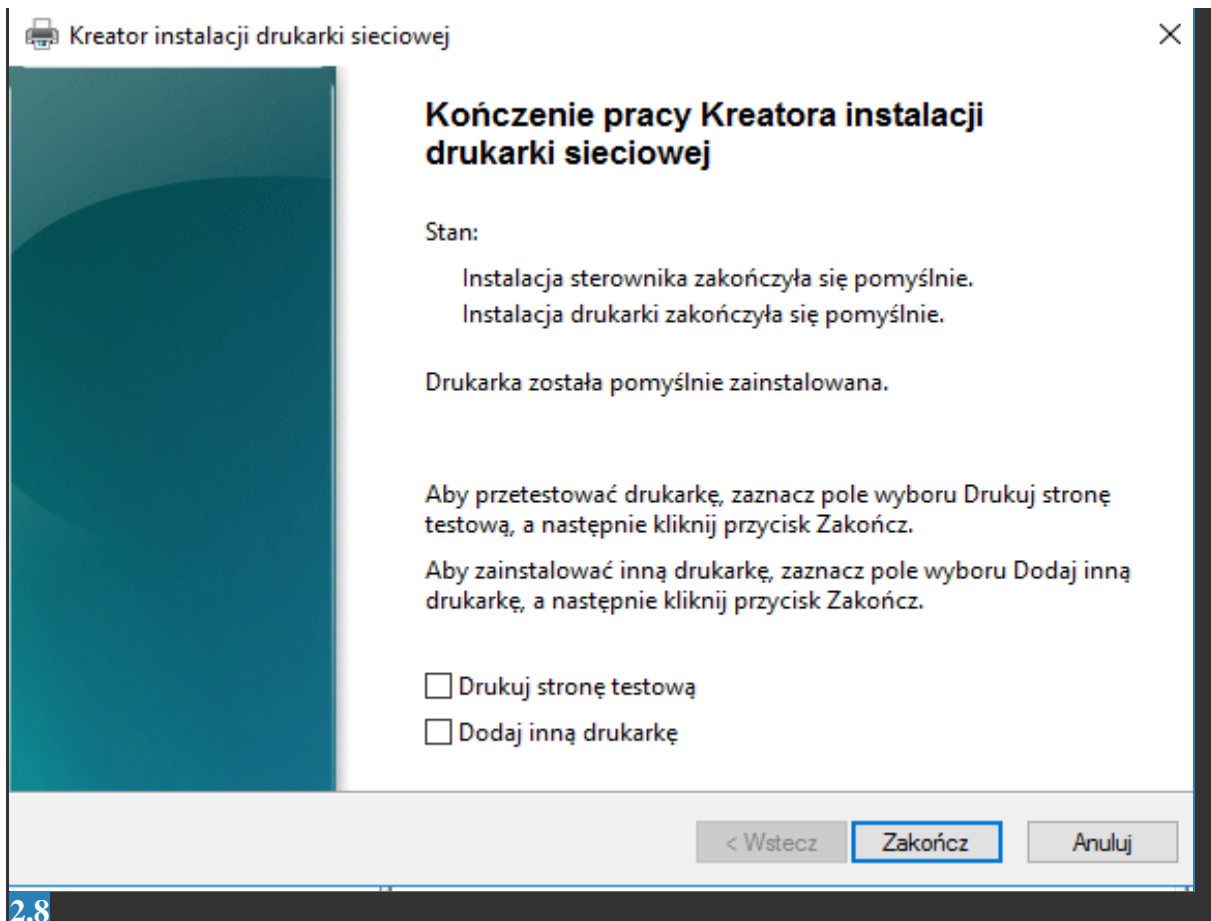 Kreator instalacji drukarki sieciowej
Kończenie pracy Kreatora instalacji
drukarki sieciowej
Stan:
Instalacja sterownika zakończyła się pomyślnie.
Instalacja drukarki zakończyła się pomyślnie.
Drukarka została pomyślnie zainstalowana.
Aby przetestować drukarkę, zaznacz pole wyboru Drukuj stronę
testową, a następnie kliknij przycisk Zakończ.
Aby zainstalować inną drukarkę, zaznacz pole wyboru Dodaj inną
drukarkę, a następnie kliknij przycisk Zakończ.
Drukuj stronę testową
Dodaj inną drukarkę
< Wstecz Zakończ Anuluj
2.8